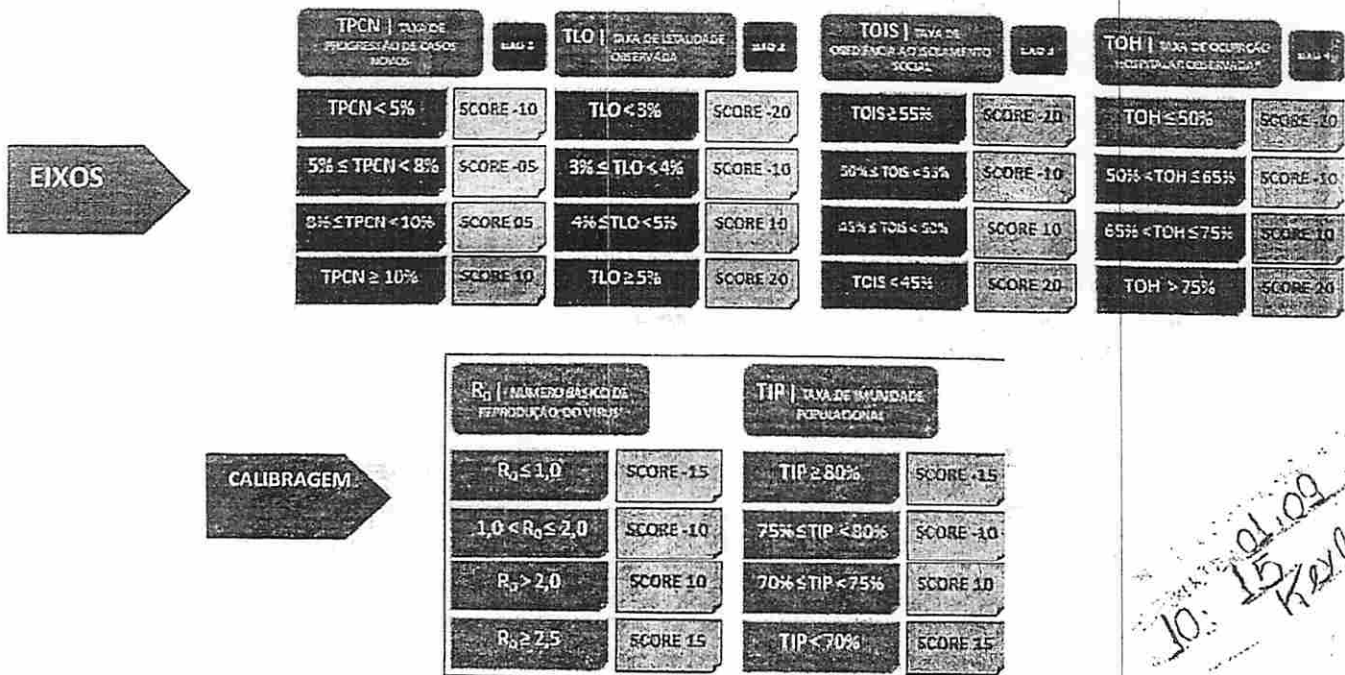 TPCN | TAXA DE
PROGRESSÃO DE CASOS
NOVOS
EIXO 1
TLO | TAXA DE LETALIDADE
OBSERVADA
EIXO 2
TOIS | TAXA DE
OBEDIÊNCIA AO ISOLAMENTO
SOCIAL
EIXO 3
TOH | TAXA DE OCUPAÇÃO
HOSPITALAR OBSERVADA*
EIXO 4
EIXOS
TPCN < 5%
SCORE -10
TLO < 3%
SCORE -20
TOIS ≥ 55%
SCORE -20
TOH ≤ 50%
SCORE -20
5% ≤ TPCN < 8%
SCORE -05
3% ≤ TLO < 4%
SCORE -10
50% ≤ TOIS < 55%
SCORE -10
50% < TOH ≤ 65%
SCORE -10
8% ≤ TPCN < 10%
SCORE 05
4% ≤ TLO < 5%
SCORE 10
45% ≤ TOIS < 50%
SCORE 10
65% < TOH ≤ 75%
SCORE 10
TPCN ≥ 10%
SCORE 10
TLO ≥ 5%
SCORE 20
TOIS < 45%
SCORE 20
TOH > 75%
SCORE 20
R₀ | NÚMERO BÁSICO DE
REPRODUÇÃO DO VÍRUS
TIP | TAXA DE IMUNIDADE
POPULACIONAL
CALIBRAGEM
R₀ ≤ 1,0
SCORE -15
TIP ≥ 80%
SCORE -15
1,0 < R₀ ≤ 2,0
SCORE -10
75% ≤ TIP < 80%
SCORE -10
R₀ > 2,0
SCORE 10
70% ≤ TIP < 75%
SCORE 10
R₀ ≥ 2,5
SCORE 15
TIP < 70%
SCORE 15
01.09
10: 15